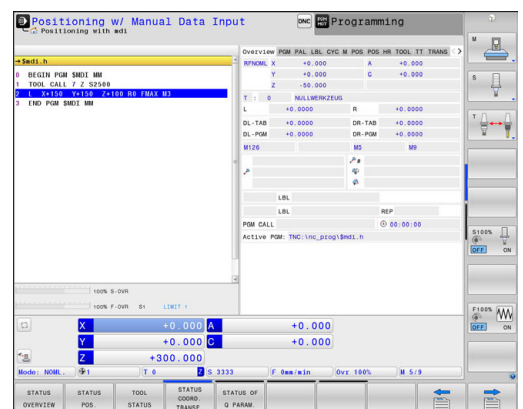 Positioning w/ Manual Data Input
DNC
Programming
Positioning with mdi
→$mdi.h
0 BEGIN PGM $MDI MM
1 TOOL CALL 7 Z S2500
2 L X+150 Y+150 Z+100 R0 FMAX M3
3 END PGM $MDI MM
100% S-OVR
100% F-OVR S1 LIMIT 1
Overview PGM PAL LBL CYC M POS POS HR TOOL TT TRANS
RFNOML X +0.000 A +0.000
Y +0.000 C +0.000
Z -50.000
T : 0 NULLWERKZEUG
L +0.0000 R +0.0000
DL-TAB +0.0000 DR-TAB +0.0000
DL-PGM +0.0000 DR-PGM +0.0000
M126 M5 M9
LBL
LBL REP
PGM CALL 00:00:00
Active PGM: TNC:\nc_prog\$mdi.h
X +0.000 A +0.000
Y +0.000 C +0.000
Z +300.000
Mode: NOML. 1 T 0 Z S 3333 F 0mm/min Ovr 100% M 5/9
STATUS OVERVIEW
STATUS POS.
TOOL STATUS
STATUS COORD. TRANSF.
STATUS OF Q PARAM.
M
S
T
S100%
OFF ON
F100%
OFF ON